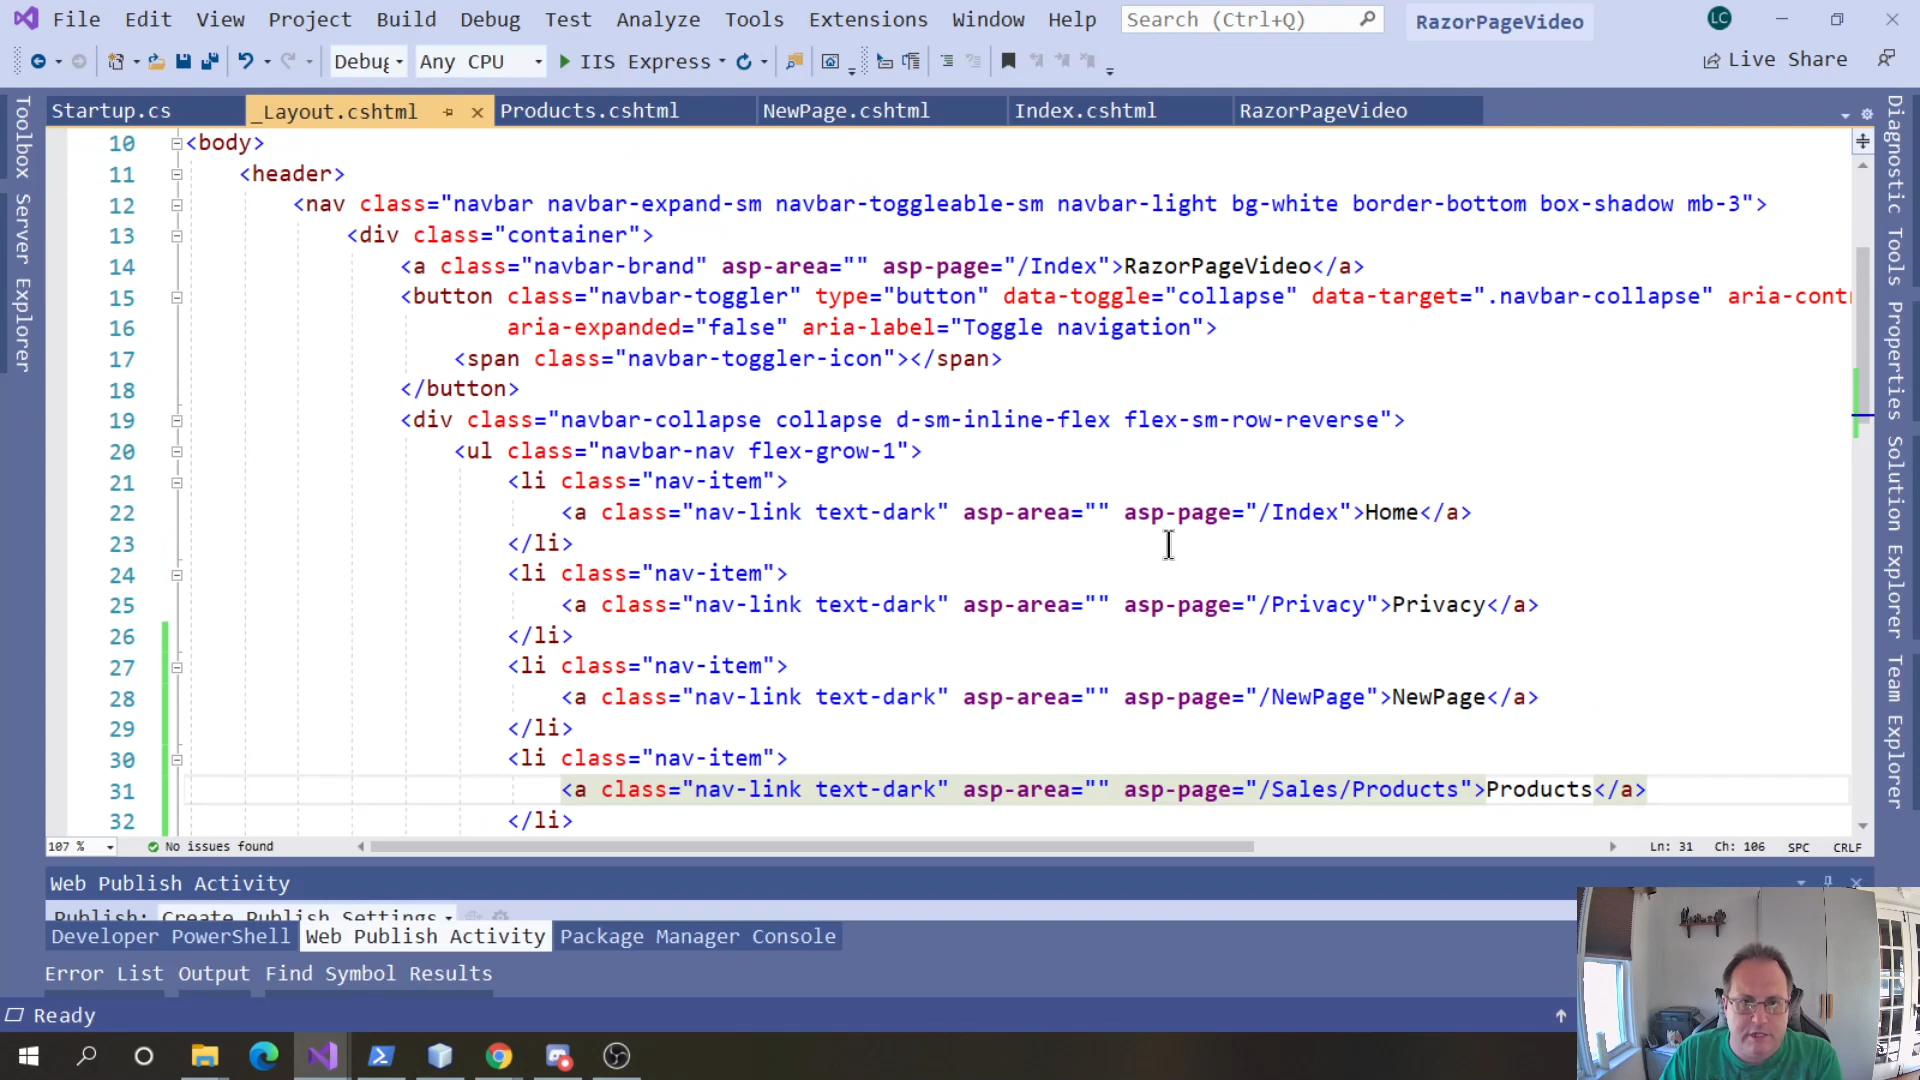 File Edit View Project Build Debug Test Analyze Tools Extensions Window Help Search (Ctrl+Q) RazorPageVideo LC
Debug Any CPU IIS Express Live Share
Startup.cs _Layout.cshtml Products.cshtml NewPage.cshtml Index.cshtml RazorPageVideo
Toolbox Server Explorer
10 <body>
11 <header>
12 <nav class="navbar navbar-expand-sm navbar-toggleable-sm navbar-light bg-white border-bottom box-shadow mb-3">
13 <div class="container">
14 <a class="navbar-brand" asp-area="" asp-page="/Index">RazorPageVideo</a>
15 <button class="navbar-toggler" type="button" data-toggle="collapse" data-target=".navbar-collapse" aria-contr
16 aria-expanded="false" aria-label="Toggle navigation">
17 <span class="navbar-toggler-icon"></span>
18 </button>
19 <div class="navbar-collapse collapse d-sm-inline-flex flex-sm-row-reverse">
20 <ul class="navbar-nav flex-grow-1">
21 <li class="nav-item">
22 <a class="nav-link text-dark" asp-area="" asp-page="/Index">Home</a>
23 </li>
24 <li class="nav-item">
25 <a class="nav-link text-dark" asp-area="" asp-page="/Privacy">Privacy</a>
26 </li>
27 <li class="nav-item">
28 <a class="nav-link text-dark" asp-area="" asp-page="/NewPage">NewPage</a>
29 </li>
30 <li class="nav-item">
31 <a class="nav-link text-dark" asp-area="" asp-page="/Sales/Products">Products</a>
32 </li>
Diagnostic Tools Properties Solution Explorer Team Explorer
107 % No issues found Ln: 31 Ch: 106 SPC CRLF
Web Publish Activity
Publish: Create Publish Settings
Developer PowerShell Web Publish Activity Package Manager Console
Error List Output Find Symbol Results
Ready